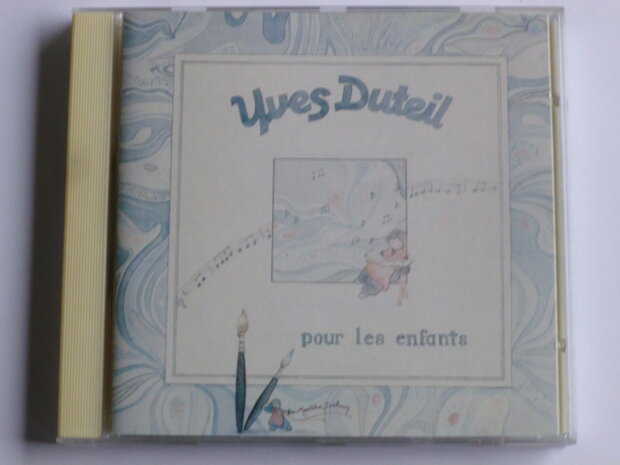 Yves Duteil
pour les enfants